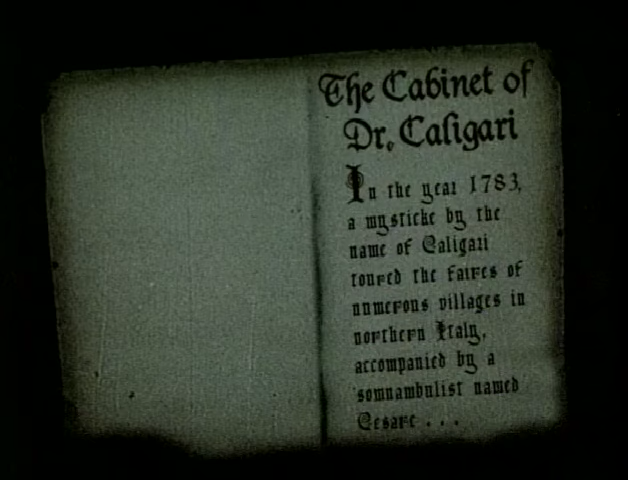 The Cabinet of
Dr. Caligari
In the year 1783,
a mysticke by the
name of Caligari
toured the faires of
numerous villages in
northern Italy,
accompanied by a
somnambulist named
Cesare . . .